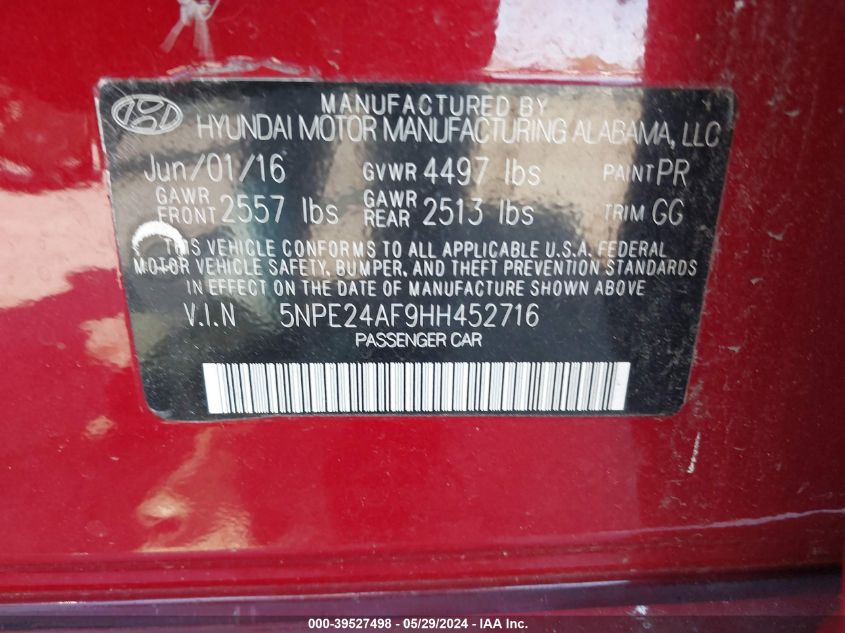 MANUFACTURED BY
HYUNDAI MOTOR MANUFACTURING ALABAMA, LLC
Jun/01/16 GVWR 4497 lbs PAINT PR
GAWR FRONT 2557 lbs GAWR REAR 2513 lbs TRIM GG
THIS VEHICLE CONFORMS TO ALL APPLICABLE U.S.A. FEDERAL
MOTOR VEHICLE SAFETY, BUMPER, AND THEFT PREVENTION STANDARDS
IN EFFECT ON THE DATE OF MANUFACTURE SHOWN ABOVE.
V.I.N 5NPE24AF9HH452716
PASSENGER CAR
000-39527498 - 05/29/2024 - IAA Inc.